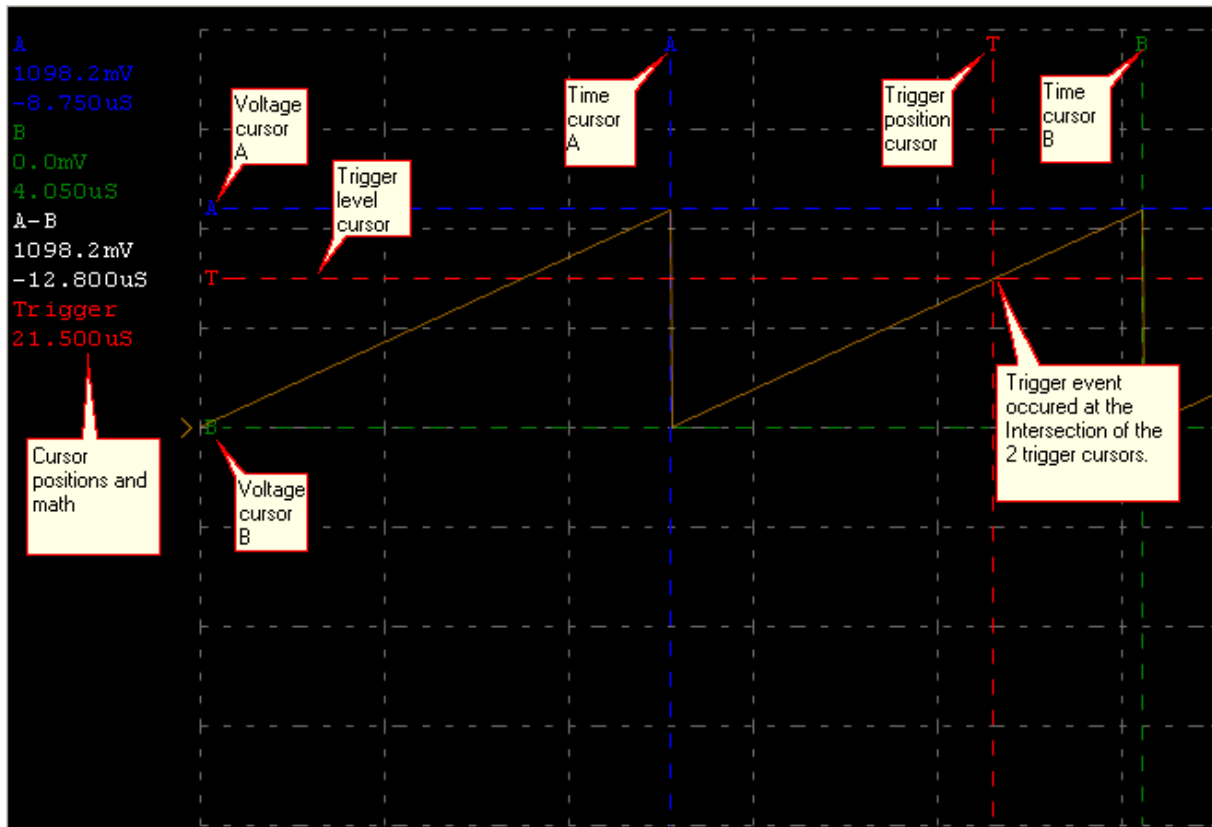 A
1098.2mV
-8.750uS
B
0.0mV
4.050uS
A-B
1098.2mV
-12.800uS
Trigger
21.500uS
Cursor
positions and
math
Voltage
cursor
A
A
Trigger
level
cursor
T
B
Voltage
cursor
B
A
Time
cursor
A
T
Trigger
position
cursor
B
Time
cursor
B
Trigger event
occured at the
Intersection of the
2 trigger cursors.